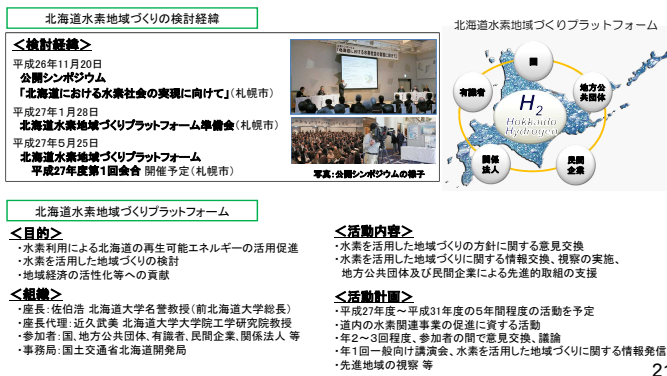 北海道水素地域づくりの検討経緯
＜検討経緯＞
平成26年11月20日
公開シンポジウム
「北海道における水素社会の実現に向けて」（札幌市）
平成27年1月28日
北海道水素地域づくりプラットフォーム準備会（札幌市）
平成27年5月25日
北海道水素地域づくりプラットフォーム
平成27年度第1回会合 開催予定（札幌市）
写真：公開シンポジウムの様子
北海道水素地域づくりプラットフォーム
国
有識者
地方公
共団体
H2
Hokkaido
Hydrogen
関係
法人
民間
企業
北海道水素地域づくりプラットフォーム
＜目的＞
・水素利用による北海道の再生可能エネルギーの活用促進
・水素を活用した地域づくりの検討
・地域経済の活性化等への貢献
＜組織＞
・座長：佐伯浩 北海道大学名誉教授（前北海道大学総長）
・座長代理：近久武美 北海道大学大学院工学研究院教授
・参加者：国、地方公共団体、有識者、民間企業、関係法人 等
・事務局：国土交通省北海道開発局
＜活動内容＞
・水素を活用した地域づくりの方針に関する意見交換
・水素を活用した地域づくりに関する情報交換、視察の実施、
地方公共団体及び民間企業による先進的取組の支援
＜活動計画＞
・平成27年度～平成31年度の5年間程度の活動を予定
・道内の水素関連事業の促進に資する活動
・年2～3回程度、参加者の間で意見交換、議論
・年1回一般向け講演会、水素を活用した地域づくりに関する情報発信
・先進地域の視察 等